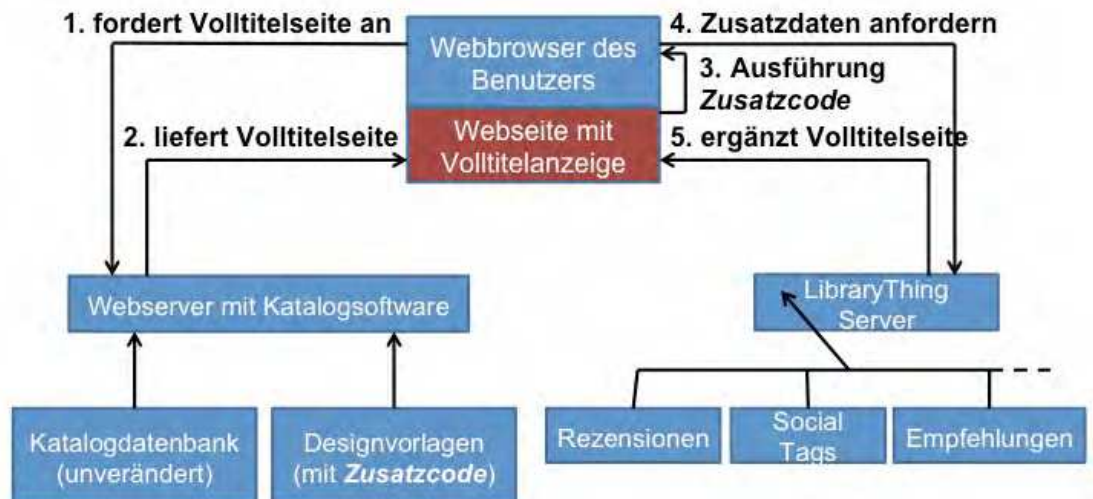 1. fordert Volltitelseite an
Webbrowser des
Benutzers
4. Zusatzdaten anfordern
3. Ausführung
Zusatzcode
2. liefert Volltitelseite
Webseite mit
Volltitelanzeige
5. ergänzt Volltitelseite
Webserver mit Katalogsoftware
LibraryThing
Server
Katalogdatenbank
(unverändert)
Designvorlagen
(mit Zusatzcode)
Rezensionen
Social
Tags
Empfehlungen